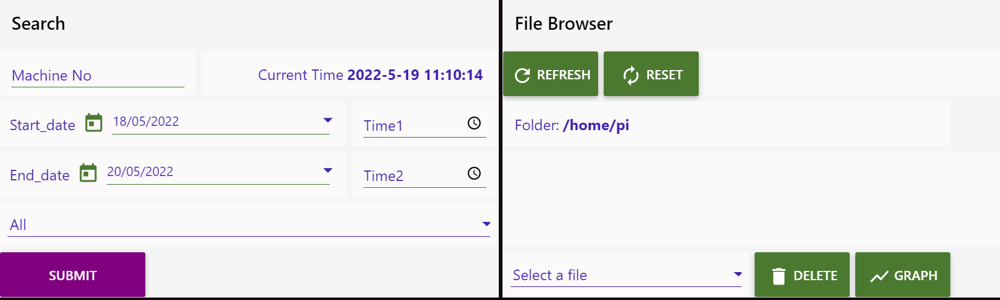 Search
Machine No
Current Time 2022-5-19 11:10:14
Start_date 18/05/2022
Time1
End_date 20/05/2022
Time2
All
SUBMIT
File Browser
REFRESH
RESET
Folder: /home/pi
Select a file
DELETE
GRAPH